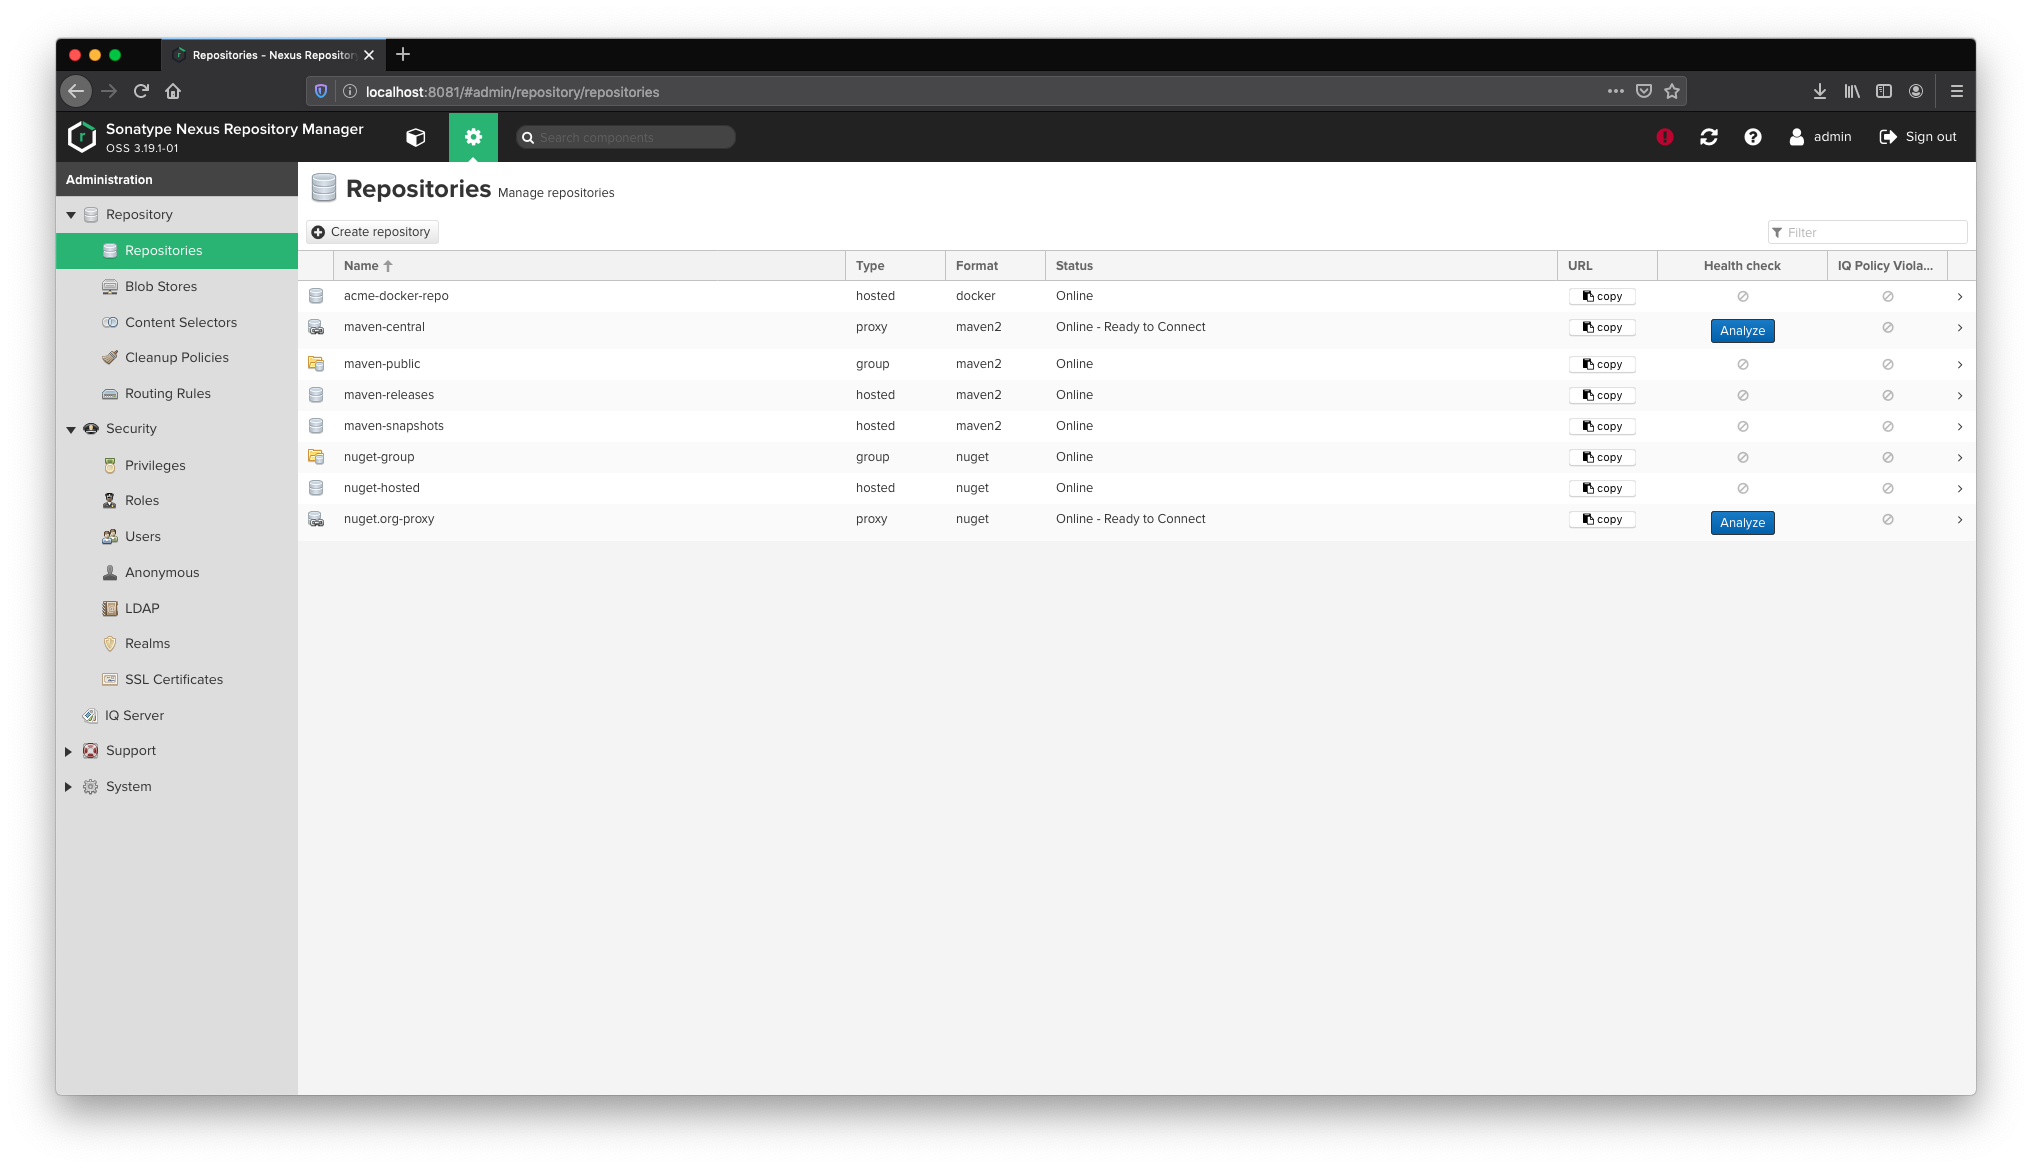 Repositories - Nexus Repository
localhost:8081/#admin/repository/repositories
Sonatype Nexus Repository Manager
OSS 3.19.1-01
Search components
admin
Sign out
Administration
Repository
Repositories
Blob Stores
Content Selectors
Cleanup Policies
Routing Rules
Security
Privileges
Roles
Users
Anonymous
LDAP
Realms
SSL Certificates
IQ Server
Support
System
Repositories Manage repositories
Create repository
Filter
Name Type Format Status URL Health check IQ Policy Viola...
acme-docker-repo hosted docker Online copy
maven-central proxy maven2 Online - Ready to Connect copy Analyze
maven-public group maven2 Online copy
maven-releases hosted maven2 Online copy
maven-snapshots hosted maven2 Online copy
nuget-group group nuget Online copy
nuget-hosted hosted nuget Online copy
nuget.org-proxy proxy nuget Online - Ready to Connect copy Analyze